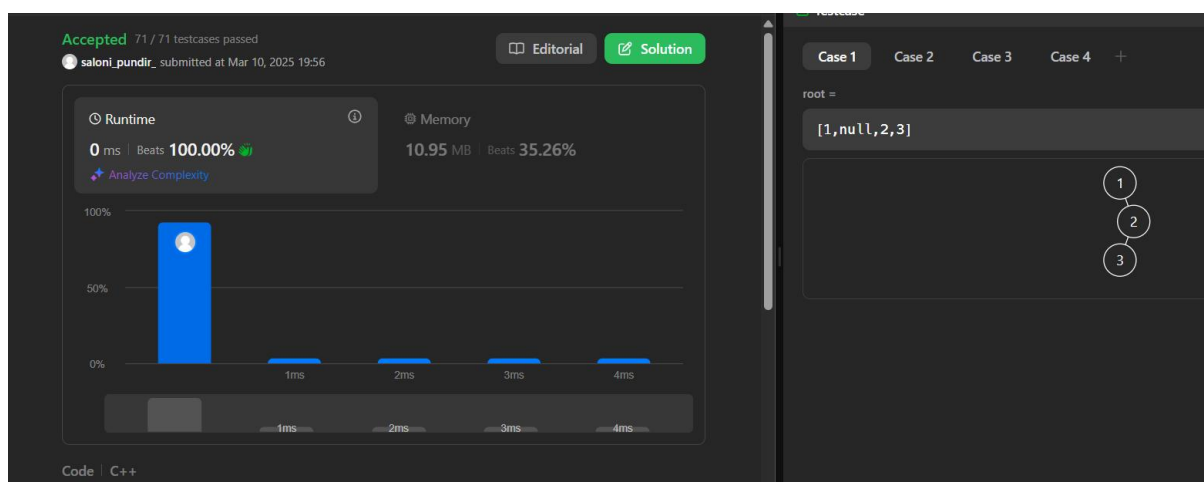 Accepted 71 / 71 testcases passed
saloni_pundir_ submitted at Mar 10, 2025 19:56
Editorial
Solution
Runtime
0 ms | Beats 100.00%
Analyze Complexity
Memory
10.95 MB | Beats 35.26%
100%
50%
0%
1ms 2ms 3ms 4ms
1ms 2ms 3ms 4ms
Code | C++
Testcase
Case 1 Case 2 Case 3 Case 4 +
root =
[1,null,2,3]
1
2
3